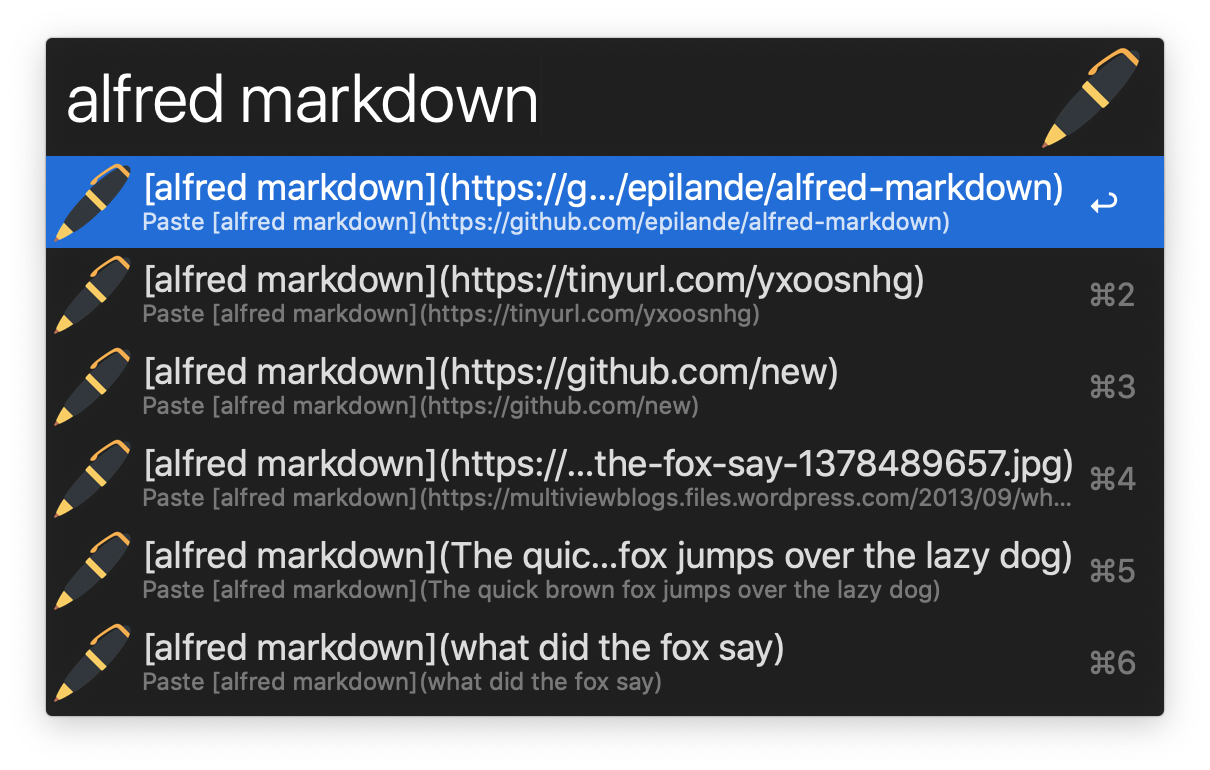 alfred markdown
[alfred markdown](https://g.../epilande/alfred-markdown)
Paste [alfred markdown](https://github.com/epilande/alfred-markdown)
[alfred markdown](https://tinyurl.com/yxoosnhg)
⌘2
Paste [alfred markdown](https://tinyurl.com/yxoosnhg)
[alfred markdown](https://github.com/new)
⌘3
Paste [alfred markdown](https://github.com/new)
[alfred markdown](https://...the-fox-say-1378489657.jpg)
⌘4
Paste [alfred markdown](https://multiviewblogs.files.wordpress.com/2013/09/wh...
[alfred markdown](The quic...fox jumps over the lazy dog)
⌘5
Paste [alfred markdown](The quick brown fox jumps over the lazy dog)
[alfred markdown](what did the fox say)
⌘6
Paste [alfred markdown](what did the fox say)